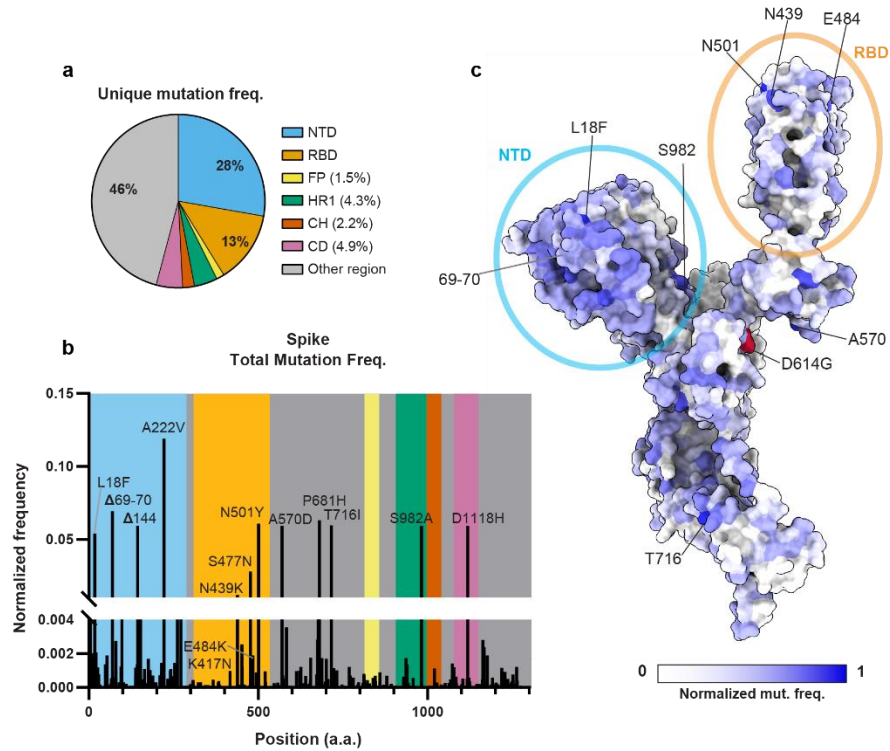 a
Unique mutation freq.
28%
46%
13%
NTD
RBD
FP (1.5%)
HR1 (4.3%)
CH (2.2%)
CD (4.9%)
Other region
b
Spike
Total Mutation Freq.
Normalized frequency
0.15
0.10
0.05
0.004
0.002
0.000
0
500
1000
Position (a.a.)
A222V
L18F
Δ69-70
Δ144
N501Y
S477N
N439K
E484K
K417N
A570D
P681H
T716I
S982A
D1118H
c
N439
E484
N501
RBD
L18F
S982
NTD
69-70
A570
D614G
T716
0
1
Normalized mut. freq.